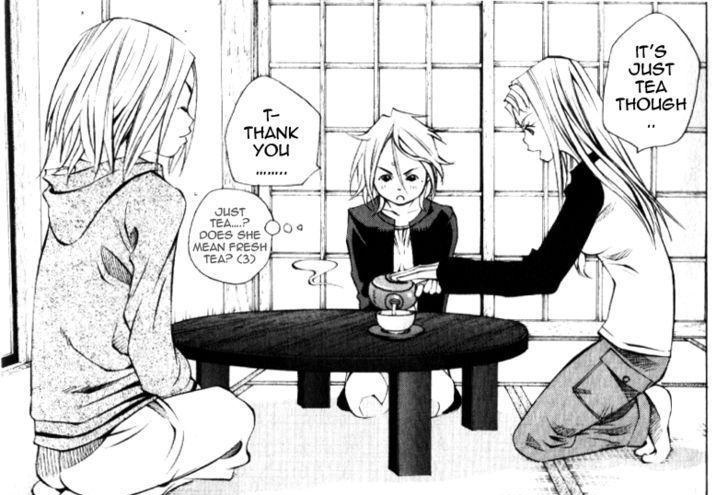 IT'S
JUST
TEA
THOUGH
..
T-
THANK
YOU
........
JUST
TEA....?
DOES SHE
MEAN FRESH
TEA? (3)